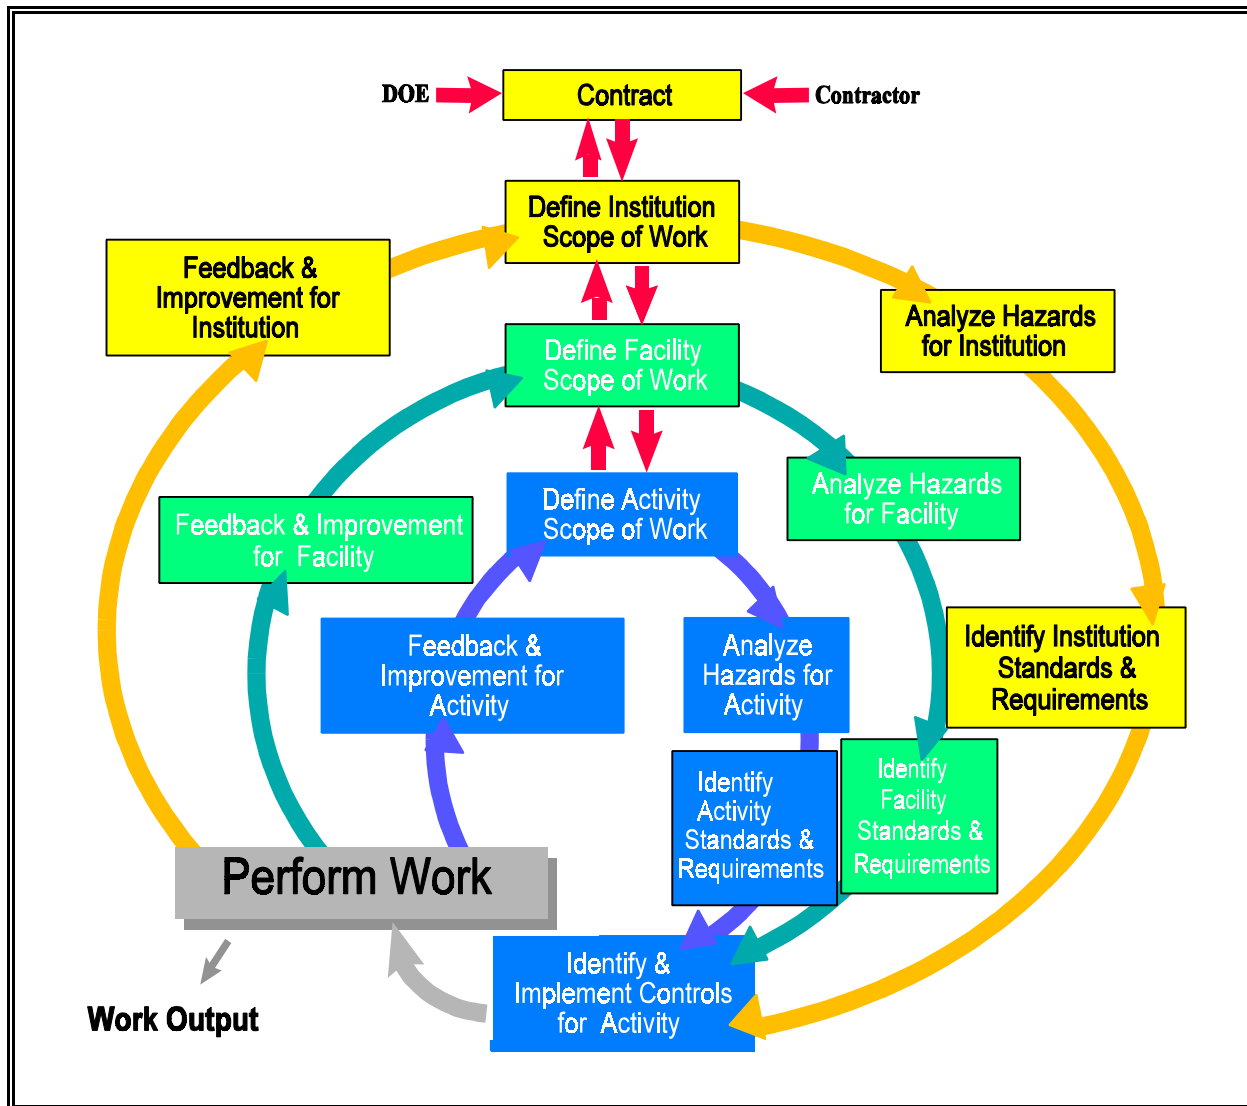 DOE
Contract
Contractor
Define Institution
Scope of Work
Feedback &
Improvement for
Institution
Analyze Hazards
for Institution
Define Facility
Scope of Work
Analyze Hazards
for Facility
Define Activity
Scope of Work
Feedback & Improvement
for Facility
Feedback &
Improvement for
Activity
Analyze
Hazards for
Activity
Identify Institution
Standards &
Requirements
Identify
Activity
Standards &
Requirements
Identify
Facility
Standards &
Requirements
Perform Work
Identify &
Implement Controls
for Activity
Work Output